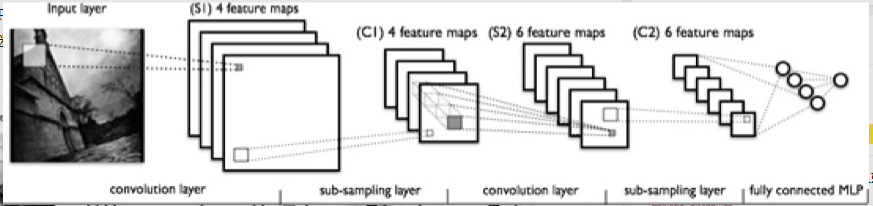 Input layer
(S1) 4 feature maps
(C1) 4 feature maps
(S2) 6 feature maps
(C2) 6 feature maps
convolution layer
sub-sampling layer
convolution layer
sub-sampling layer
fully connected MLP